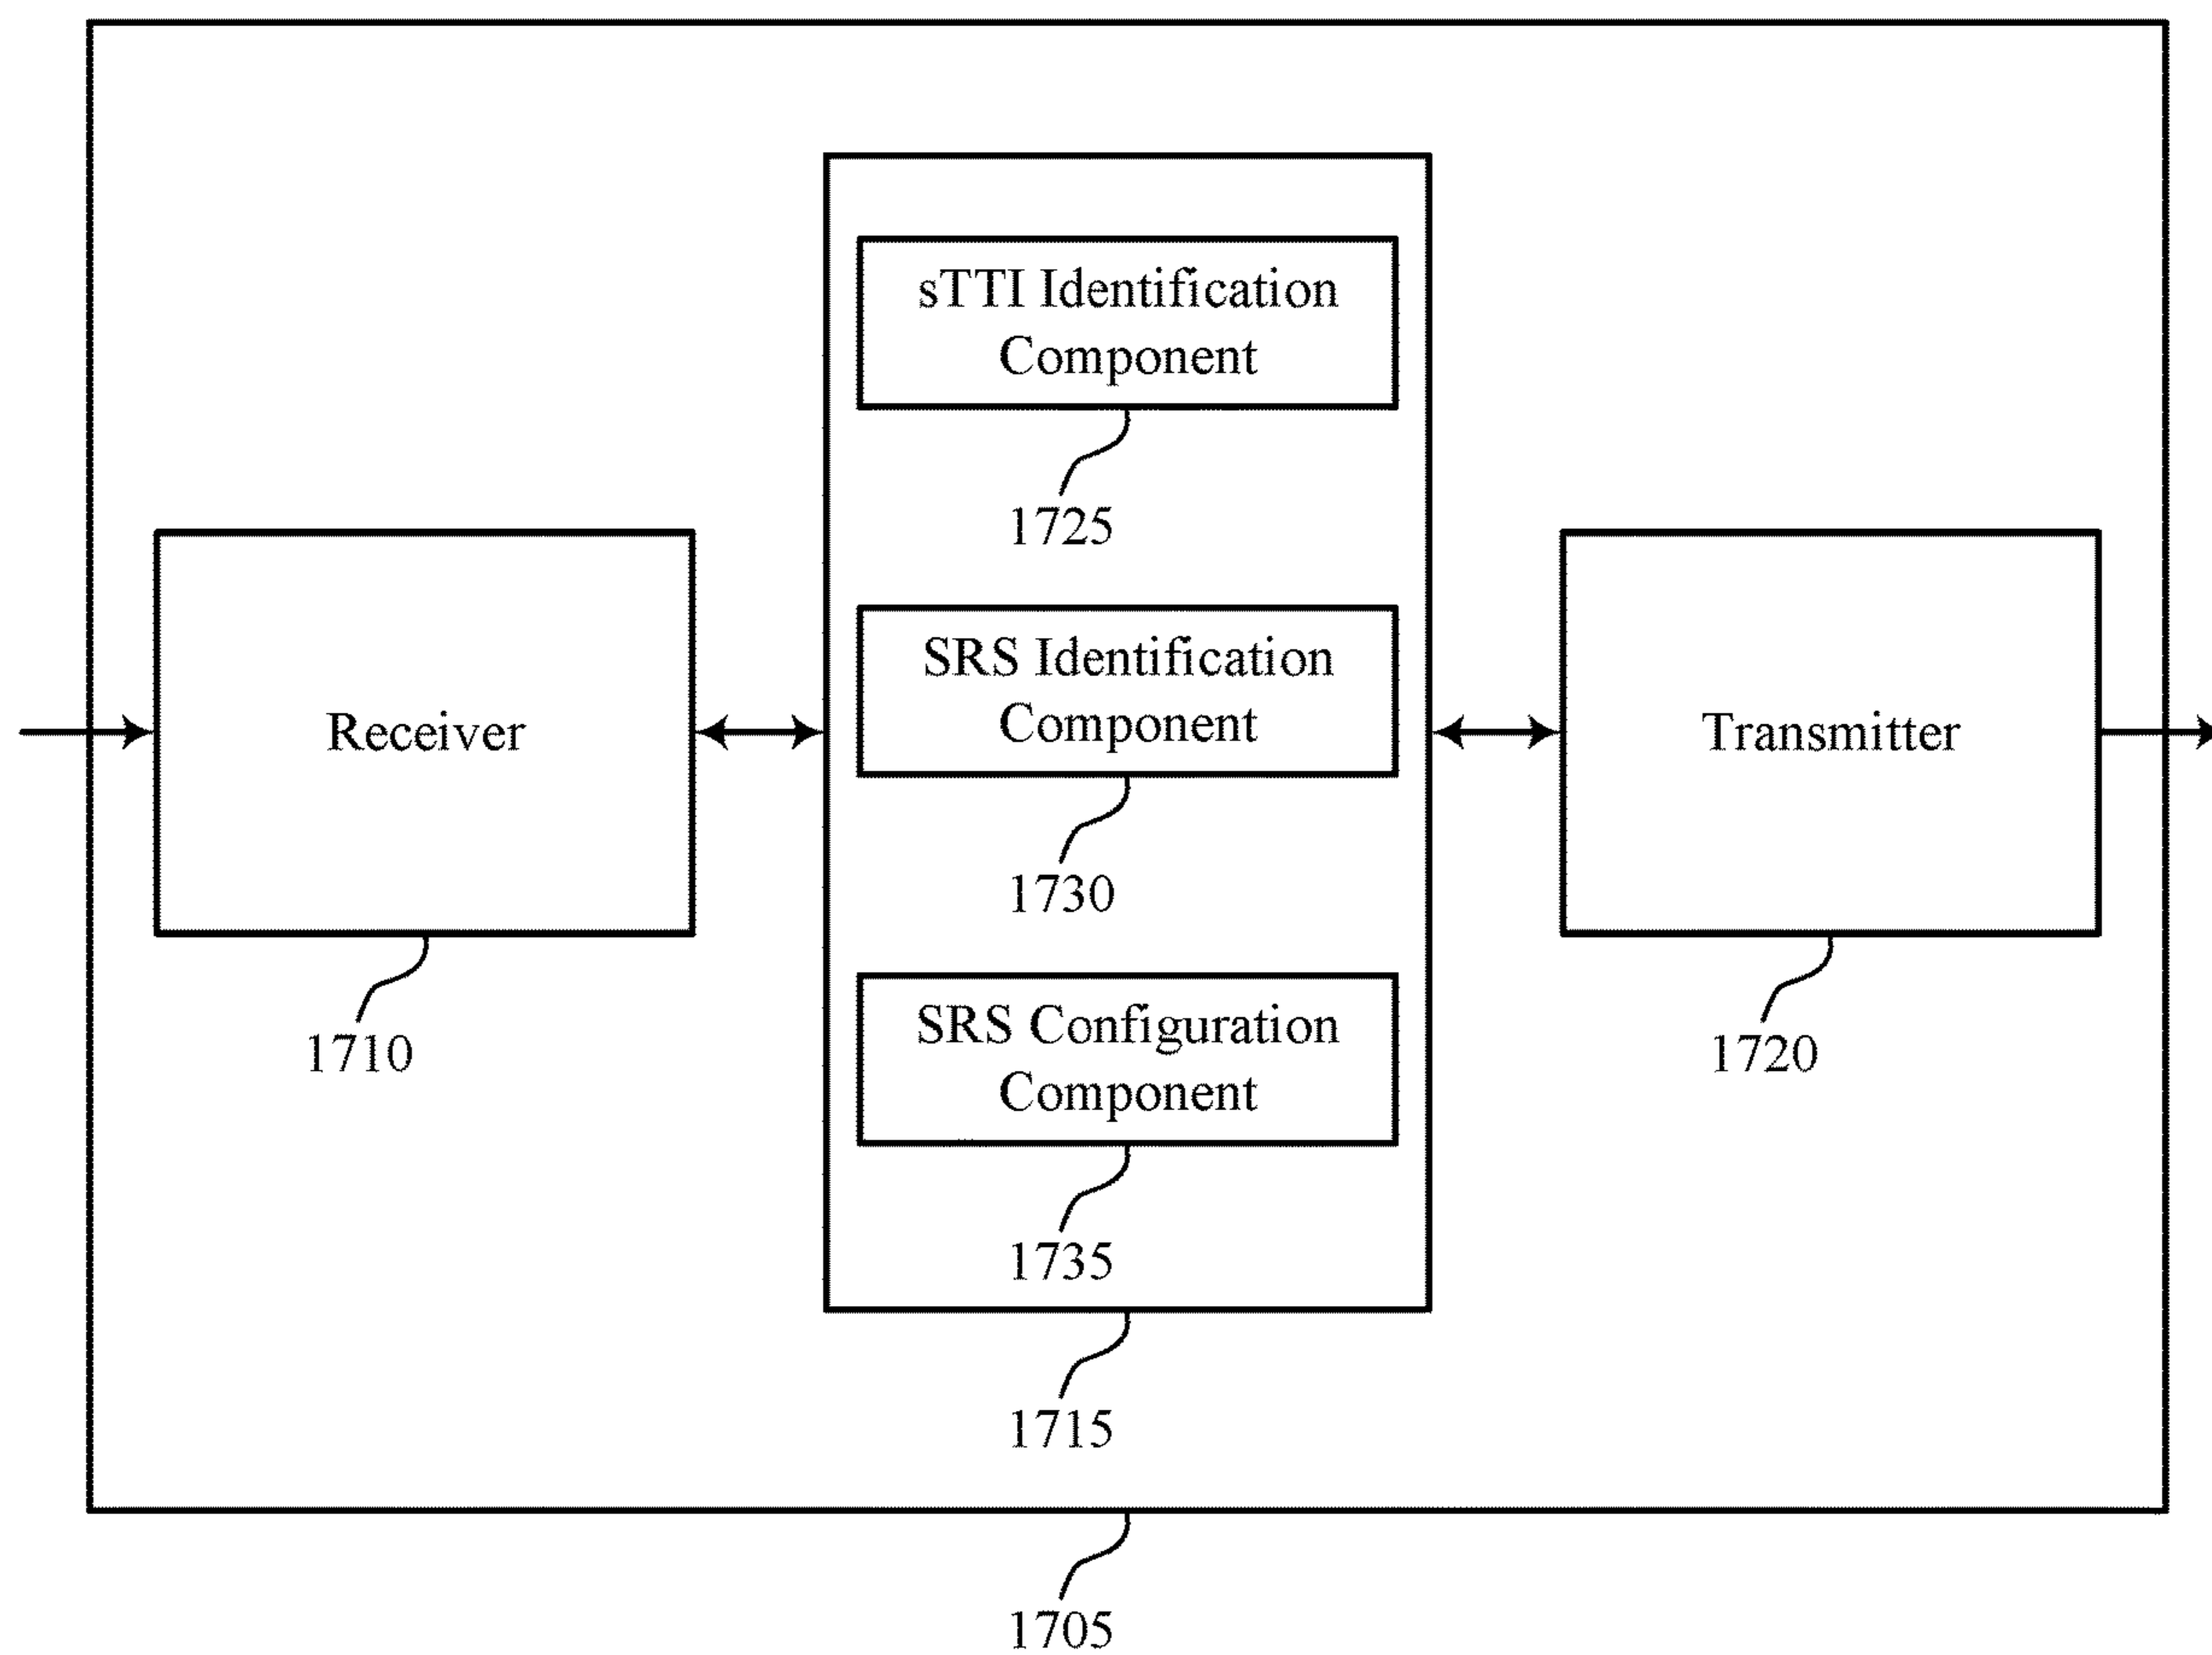 sTTI Identification
Component
1725
SRS Identification
Component
1730
SRS Configuration
Component
1735
Receiver
1710
Transmitter
1720
1715
1705